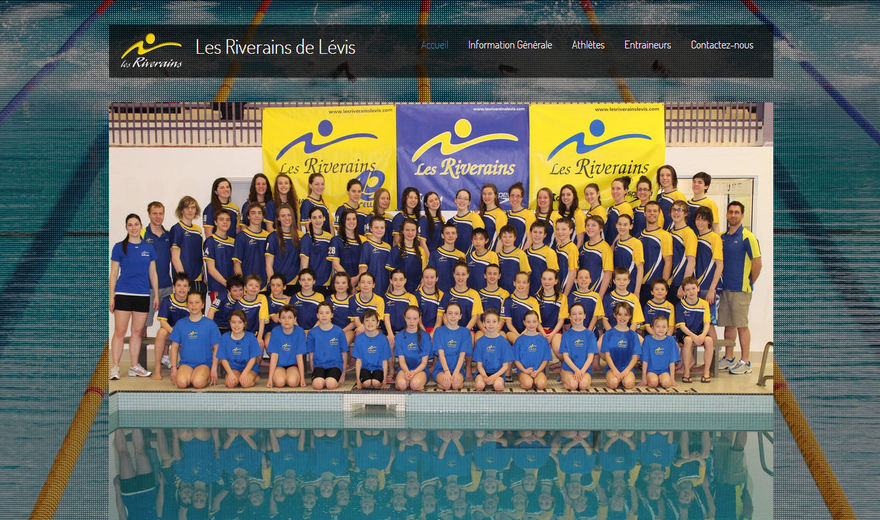 les Riverains
Les Riverains de Lévis
Accueil Information Générale Athlètes Entraineurs Contactez-nous
www.lesriverainslevis.com www.lesriverainslevis.com www.lesriverainslevis.com
Les Riverains Les Riverains Les Riverains
28